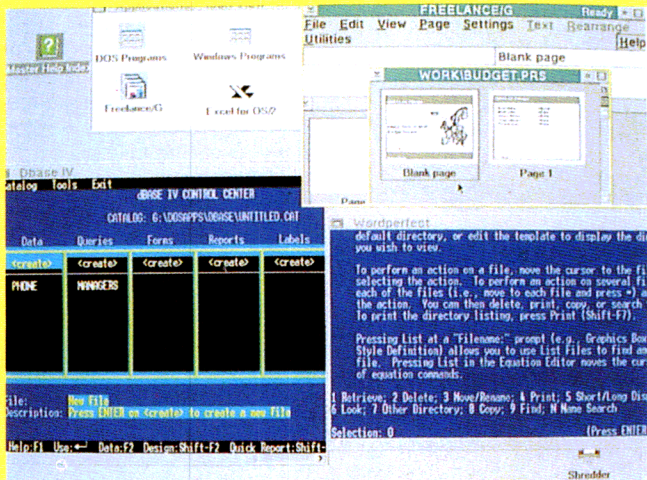 Master Help Index
DOS Programs
Windows Programs
Freelance/G
Excel for OS/2
FREELANCE/G
Ready
File Edit View Page Settings Text Rearrange
Utilities
Help
Blank page
WORK\BUDGET.PRS
Blank page
Page 1
Page
Dbase IV
Catalog Tools Exit
dBASE IV CONTROL CENTER
CATALOG: G:\DOSAPPS\DBASE\UNTITLED.CAT
Data Queries Forms Reports Labels
<create> <create> <create> <create> <create>
PHONE MANAGERS
File: New File
Description: Press ENTER on <create> to create a new file
Help:F1 Use:↵ Data:F2 Design:Shift-F2 Quick Report:Shift-
Wordperfect
default directory, or edit the template to display the di
you wish to view.
To perform an action on a file, move the cursor to the fi
selecting the action. To perform an action on several fi
each of the files (i.e., move to each file and press *) a
the action. You can then delete, print, copy, or search
To print the directory listing, press Print (Shift-F7).
Pressing List at a "Filename:" prompt (e.g., Graphics Box
Style Definition) allows you to use List Files to find an
file. Pressing List in the Equation Editor moves the cur
of equation commands.
1 Retrieve; 2 Delete; 3 Move/Rename; 4 Print; 5 Short/Long Dis
6 Look; 7 Other Directory; 8 Copy; 9 Find; N Name Search
Selection: 0
(Press ENTER
Shredder